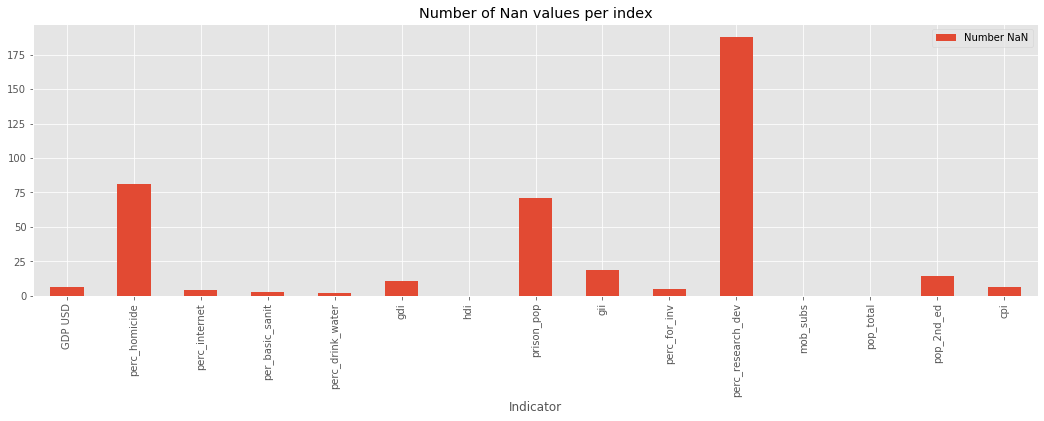 Number of Nan values per index
Number NaN
175
150
125
100
75
50
25
0
GDP USD
perc_homicide
perc_internet
per_basic_sanit
perc_drink_water
gdi
hdi
prison_pop
gii
perc_for_inv
perc_research_dev
mob_subs
pop_total
pop_2nd_ed
cpi
Indicator